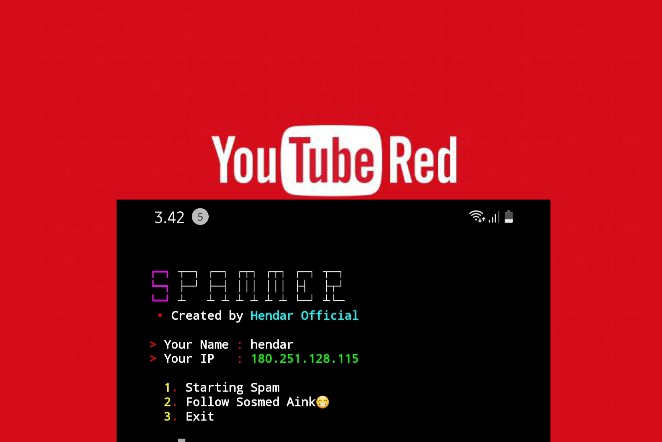 YouTube Red
3.42 5
SPAMMER
• Created by Hendar Official
> Your Name : hendar
> Your IP : 180.251.128.115
1. Starting Spam
2. Follow Sosmed Aink🤭
3. Exit